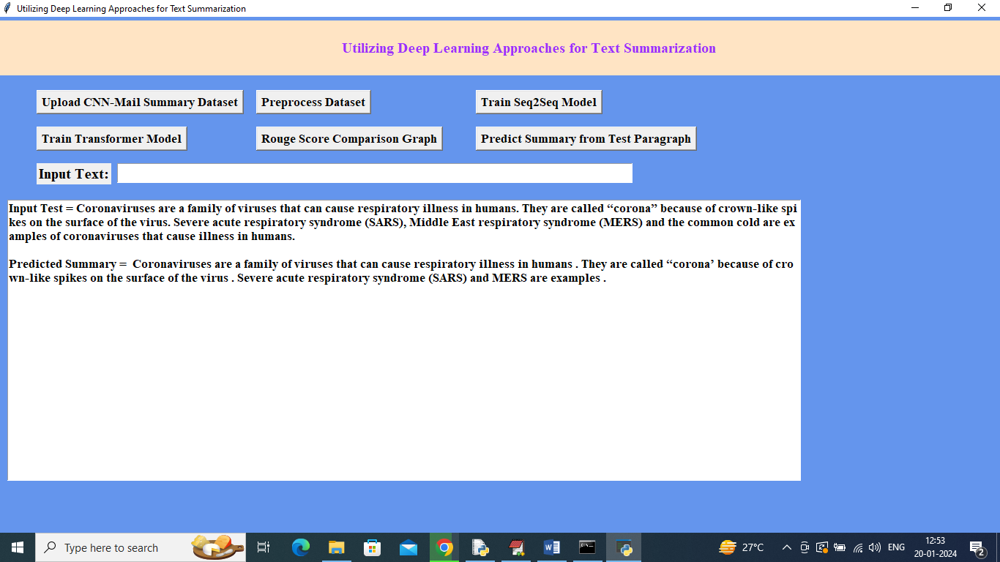 Utilizing Deep Learning Approaches for Text Summarization
Utilizing Deep Learning Approaches for Text Summarization
Upload CNN-Mail Summary Dataset
Preprocess Dataset
Train Seq2Seq Model
Train Transformer Model
Rouge Score Comparison Graph
Predict Summary from Test Paragraph
Input Text:
Input Test = Coronaviruses are a family of viruses that can cause respiratory illness in humans. They are called “corona” because of crown-like spi
kes on the surface of the virus. Severe acute respiratory syndrome (SARS), Middle East respiratory syndrome (MERS) and the common cold are ex
amples of coronaviruses that cause illness in humans.
Predicted Summary =  Coronaviruses are a family of viruses that can cause respiratory illness in humans . They are called “corona’ because of cro
wn-like spikes on the surface of the virus . Severe acute respiratory syndrome (SARS) and MERS are examples .
Type here to search
27°C
ENG
12:53
20-01-2024
2